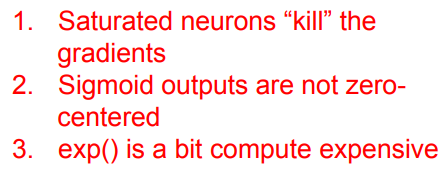 1. Saturated neurons “kill” the
gradients
2. Sigmoid outputs are not zero-
centered
3. exp() is a bit compute expensive